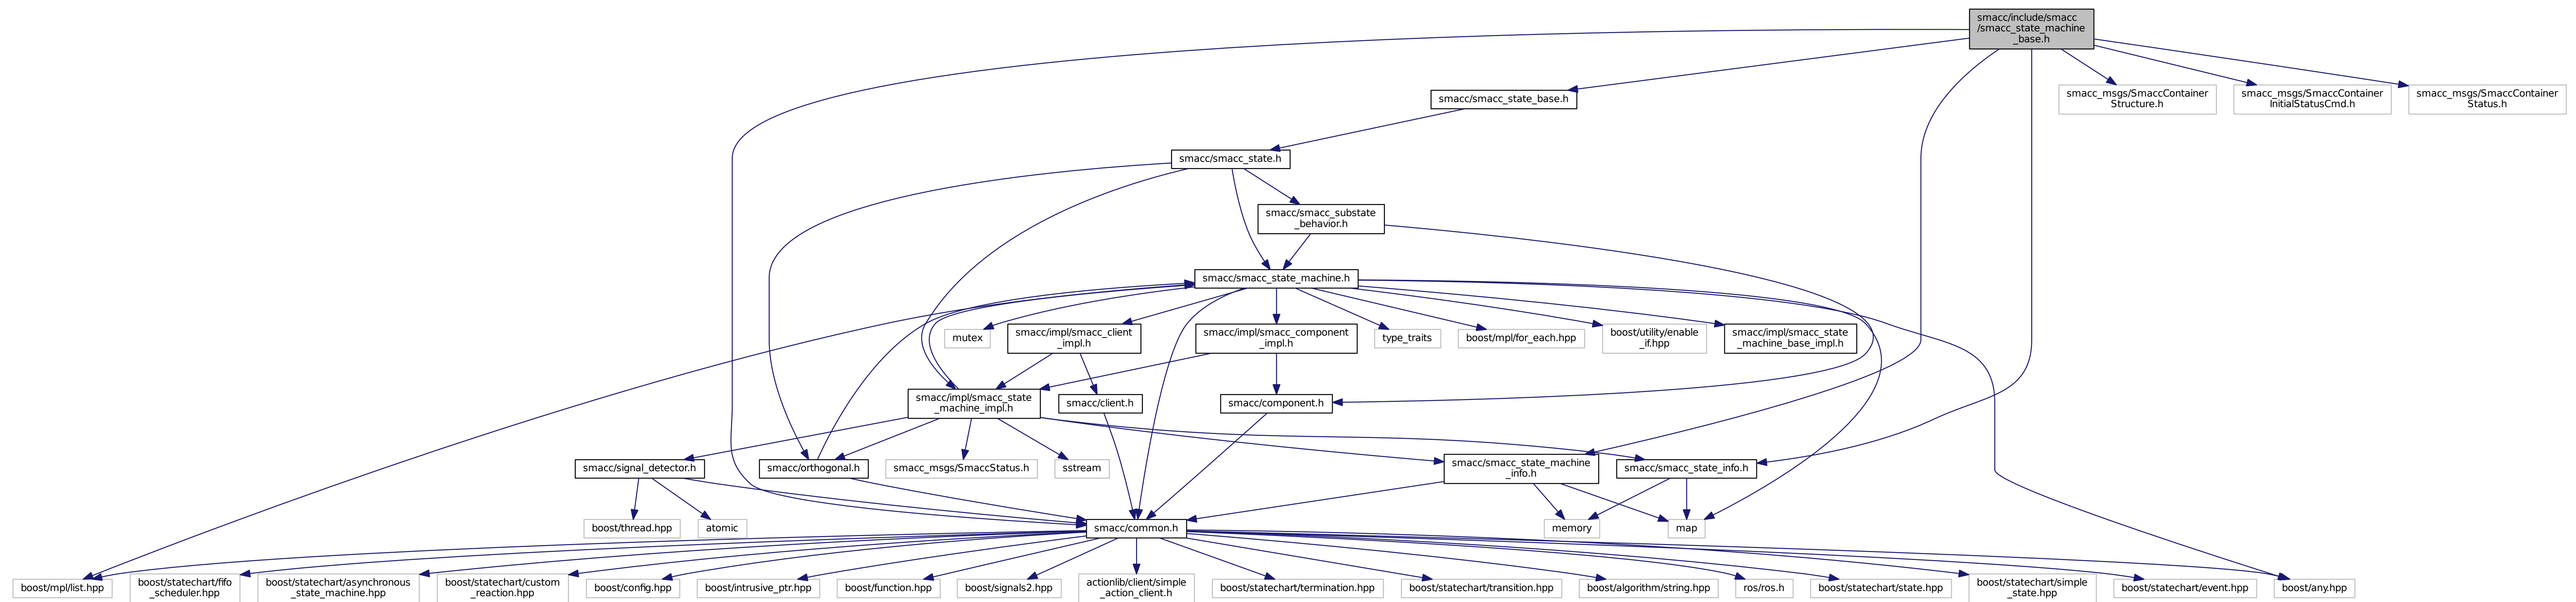 smacc/include/smacc
/smacc_state_machine
_base.h
smacc/smacc_state_base.h
smacc_msgs/SmaccContainer
Structure.h
smacc_msgs/SmaccContainer
InitialStatusCmd.h
smacc_msgs/SmaccContainer
Status.h
smacc/smacc_state.h
smacc/smacc_substate
_behavior.h
smacc/smacc_state_machine.h
mutex
smacc/impl/smacc_client
_impl.h
smacc/impl/smacc_component
_impl.h
type_traits
boost/mpl/for_each.hpp
boost/utility/enable
_if.hpp
smacc/impl/smacc_state
_machine_base_impl.h
smacc/impl/smacc_state
_machine_impl.h
smacc/client.h
smacc/component.h
smacc/signal_detector.h
smacc/orthogonal.h
smacc_msgs/SmaccStatus.h
sstream
smacc/smacc_state_machine
_info.h
smacc/smacc_state_info.h
boost/thread.hpp
atomic
smacc/common.h
memory
map
boost/mpl/list.hpp
boost/statechart/fifo
_scheduler.hpp
boost/statechart/asynchronous
_state_machine.hpp
boost/statechart/custom
_reaction.hpp
boost/config.hpp
boost/intrusive_ptr.hpp
boost/function.hpp
boost/signals2.hpp
actionlib/client/simple
_action_client.h
boost/statechart/termination.hpp
boost/statechart/transition.hpp
boost/algorithm/string.hpp
ros/ros.h
boost/statechart/state.hpp
boost/statechart/simple
_state.hpp
boost/statechart/event.hpp
boost/any.hpp